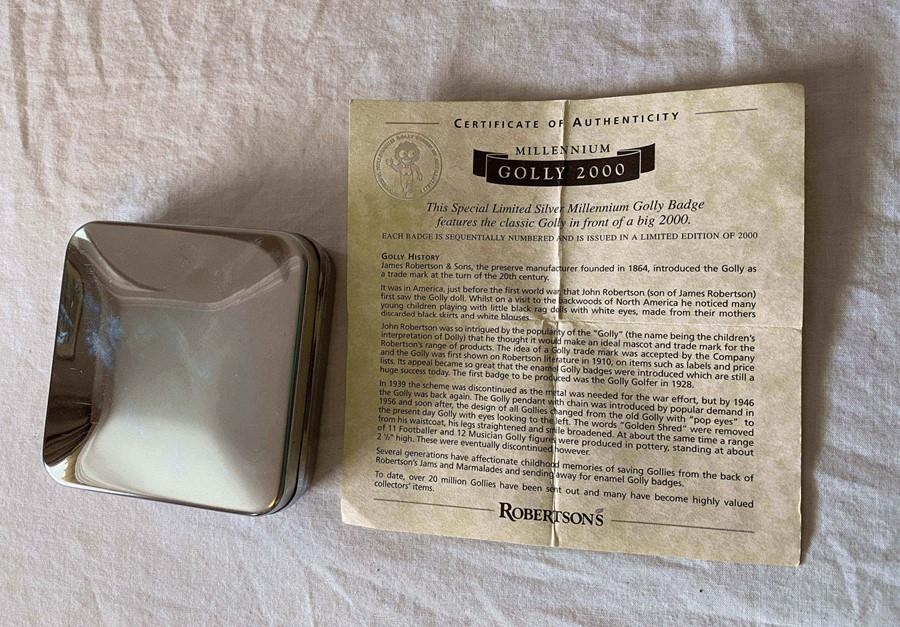 CERTIFICATE OF AUTHENTICITY
MILLENNIUM
GOLLY 2000
This Special Limited Silver Millennium Golly Badge
features the classic Golly in front of a big 2000.
EACH BADGE IS SEQUENTIALLY NUMBERED AND IS ISSUED IN A LIMITED EDITION OF 2000
GOLLY HISTORY
James Robertson & Sons, the preserve manufacturer founded in 1864, introduced the Golly as
a trade mark at the turn of the 20th century.
It was in America, just before the first world war, that John Robertson (son of James Robertson)
first saw the Golly doll. Whilst on a visit to the backwoods of North America he noticed many
young children playing with little black rag dolls with white eyes, made from their mothers
discarded black skirts and white blouses.
John Robertson was so intrigued by the popularity of the "Golly" (the name being the children's
interpretation of Dolly) that he thought it would make an ideal mascot and trade mark for the
Robertson's range of products. The idea of a Golly trade mark was accepted by the Company
and the Golly was first shown on Robertson literature in 1910, on items such as labels and price
lists. Its appeal became so great that the enamel Golly badges were introduced which are still a
huge success today. The first badge to be produced was the Golly Golfer in 1928.
In 1939 the scheme was discontinued as the metal was needed for the war effort, but by 1946
the Golly was back again. The Golly pendant with chain was introduced by popular demand in
1956 and soon after, the design of all Gollies changed from the old Golly with "pop eyes" to
the present day Golly with eyes looking to the left. The words "Golden Shred" were removed
from his waistcoat, his legs straightened and smile broadened. At about the same time a range
of 11 Footballer and 12 Musician Golly figures were produced in pottery, standing at about
2 ½" high. These were eventually discontinued however.
Several generations have affectionate childhood memories of saving Gollies from the back of
Robertson's Jams and Marmalades and sending away for enamel Golly badges.
To date, over 20 million Gollies have been sent out and many have become highly valued
collectors' items.
ROBERTSON'S